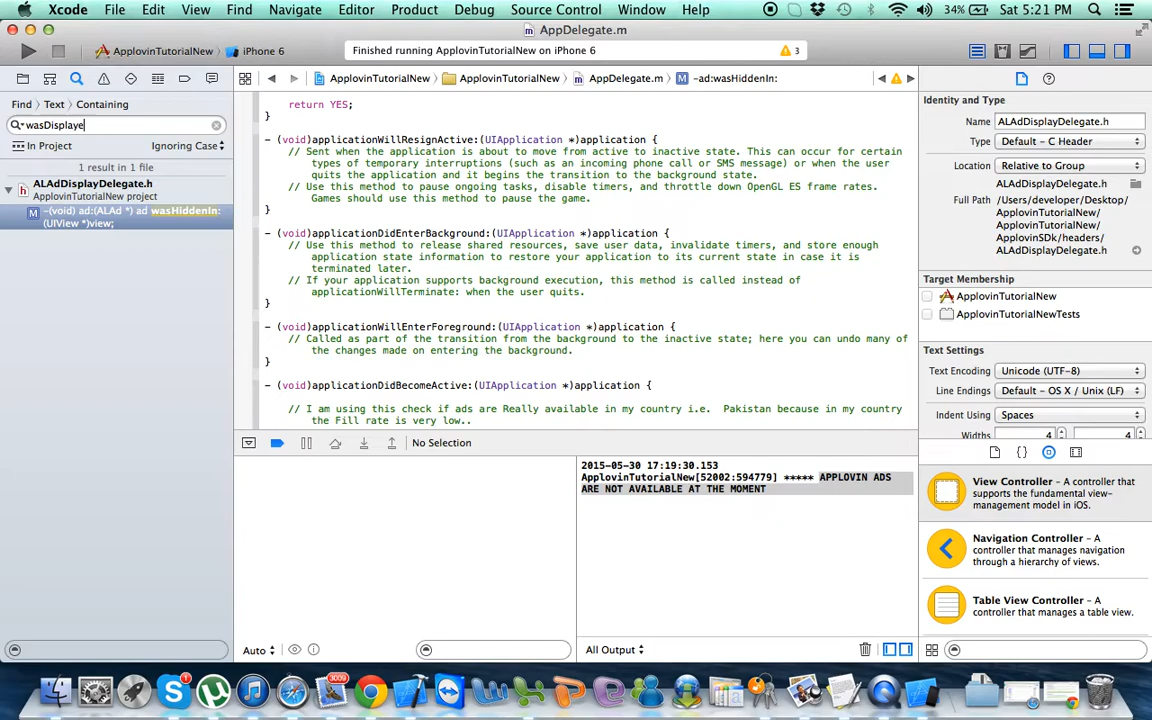 Xcode File Edit View Find Navigate Editor Product Debug Source Control Window Help 34% Sat 5:21 PM
AppDelegate.m
ApplovinTutorialNew iPhone 6 Finished running ApplovinTutorialNew on iPhone 6 3
ApplovinTutorialNew ApplovinTutorialNew AppDelegate.m M -ad:wasHiddenIn:
Find Text Containing
wasDisplaye
In Project Ignoring Case
1 result in 1 file
ALAdDisplayDelegate.h
ApplovinTutorialNew project
M -(void) ad:(ALAd *) ad wasHiddenIn:
(UIView *)view;
return YES;
}
- (void)applicationWillResignActive:(UIApplication *)application {
// Sent when the application is about to move from active to inactive state. This can occur for certain
types of temporary interruptions (such as an incoming phone call or SMS message) or when the user
quits the application and it begins the transition to the background state.
// Use this method to pause ongoing tasks, disable timers, and throttle down OpenGL ES frame rates.
Games should use this method to pause the game.
}
- (void)applicationDidEnterBackground:(UIApplication *)application {
// Use this method to release shared resources, save user data, invalidate timers, and store enough
application state information to restore your application to its current state in case it is
terminated later.
// If your application supports background execution, this method is called instead of
applicationWillTerminate: when the user quits.
}
- (void)applicationWillEnterForeground:(UIApplication *)application {
// Called as part of the transition from the background to the inactive state; here you can undo many of
the changes made on entering the background.
}
- (void)applicationDidBecomeActive:(UIApplication *)application {
// I am using this check if ads are Really available in my country i.e. Pakistan because in my country
the Fill rate is very low..
No Selection
2015-05-30 17:19:30.153
ApplovinTutorialNew[52002:594779] ***** APPLOVIN ADS
ARE NOT AVAILABLE AT THE MOMENT
Auto
All Output
Identity and Type
Name ALAdDisplayDelegate.h
Type Default - C Header
Location Relative to Group
ALAdDisplayDelegate.h
Full Path /Users/developer/Desktop/
ApplovinTutorialNew/
ApplovinTutorialNew/
ApplovinSDk/headers/
ALAdDisplayDelegate.h
Target Membership
ApplovinTutorialNew
ApplovinTutorialNewTests
Text Settings
Text Encoding Unicode (UTF-8)
Line Endings Default - OS X / Unix (LF)
Indent Using Spaces
Widths 4 4
View Controller - A controller that
supports the fundamental view-
management model in iOS.
Navigation Controller - A
controller that manages navigation
through a hierarchy of views.
Table View Controller - A
controller that manages a table view.
1
3009